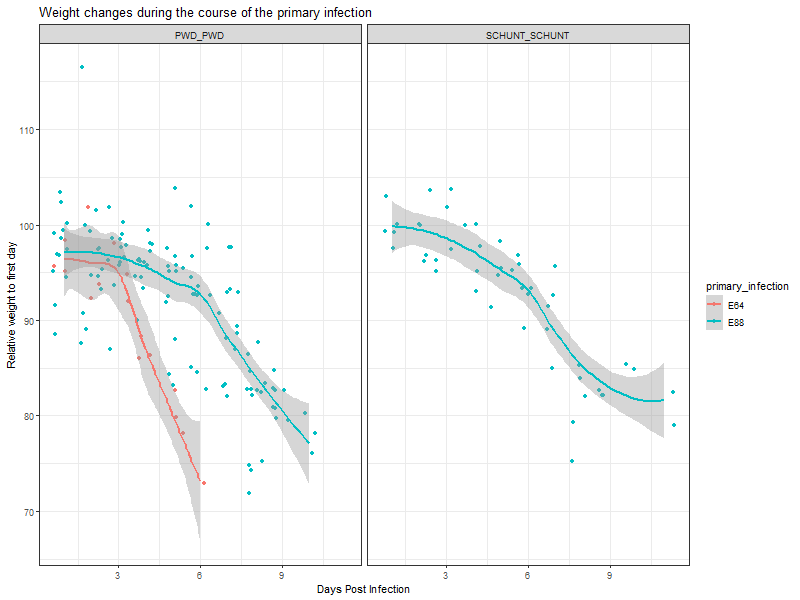 Weight changes during the course of the primary infection
PWD_PWD
SCHUNT_SCHUNT
Relative weight to first day
110
100
90
80
70
3
6
9
3
6
9
Days Post Infection
primary_infection
E64
E88